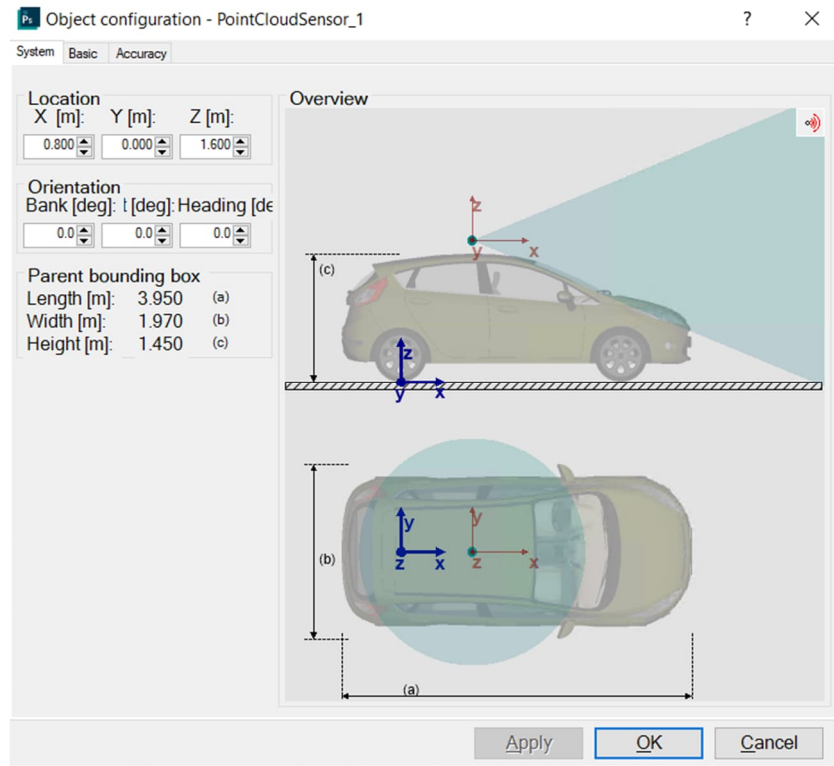 Ps Object configuration - PointCloudSensor_1 ? ×
System Basic Accuracy
Location
X [m]: Y [m]: Z [m]:
0.800 0.000 1.600
Orientation
Bank [deg]: t [deg]: Heading [de
0.0 0.0 0.0
Parent bounding box
Length [m]: 3.950 (a)
Width [m]: 1.970 (b)
Height [m]: 1.450 (c)
Overview
z
y x
(c)
z
y x
y y
(b)
z x z x
(a)
Apply OK Cancel